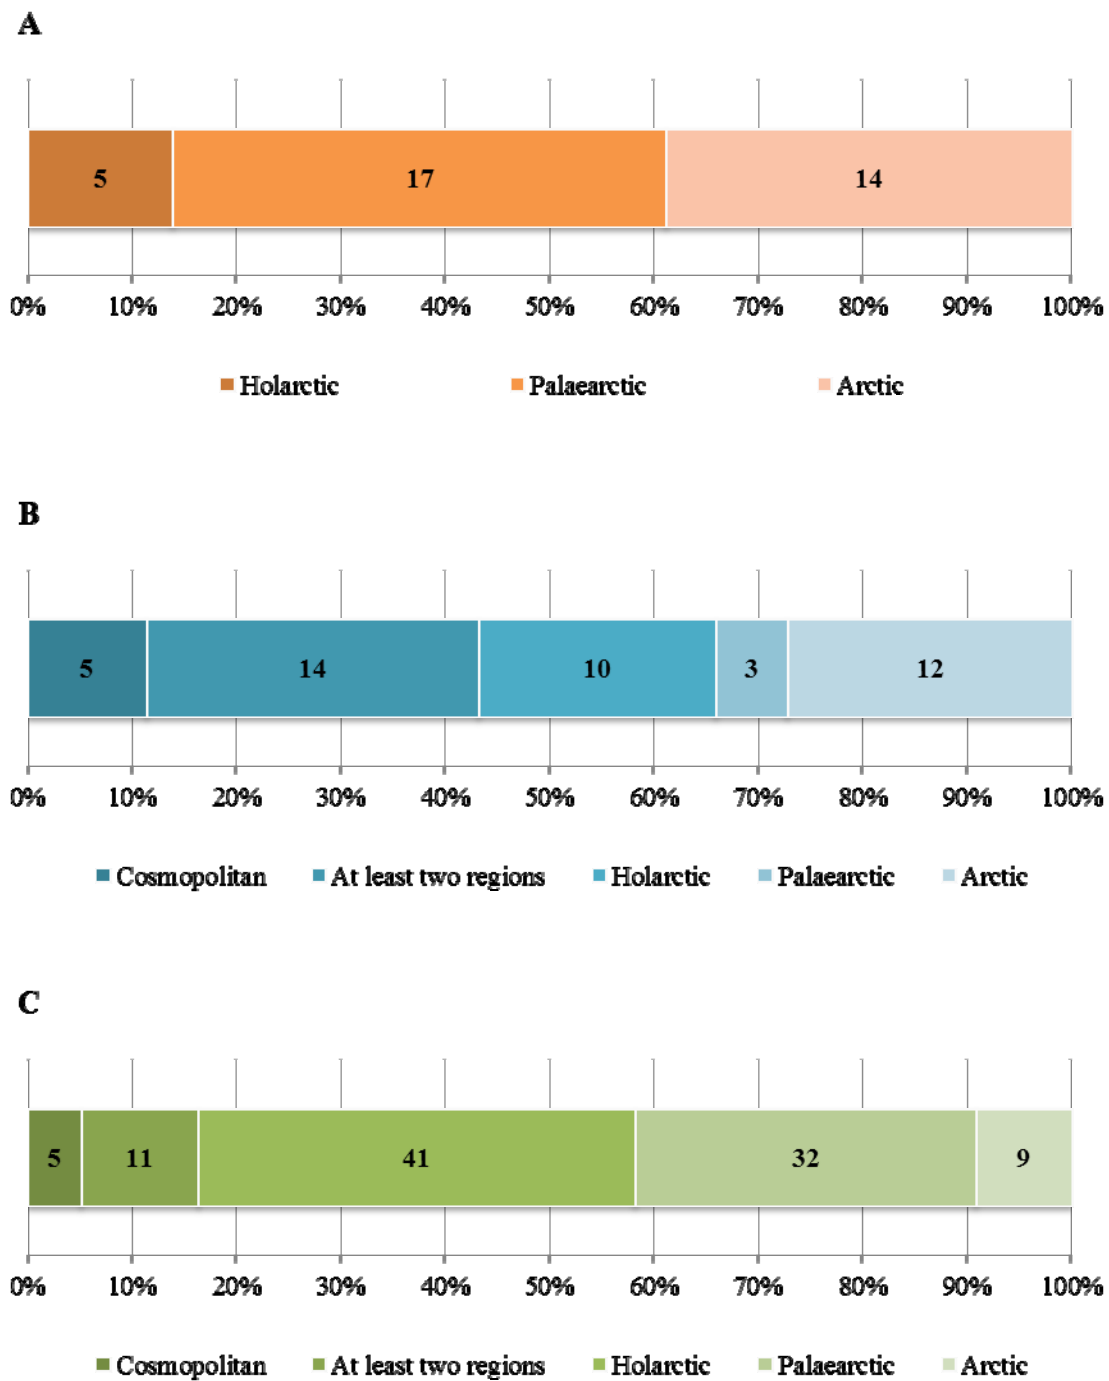 A
5 17 14
0% 10% 20% 30% 40% 50% 60% 70% 80% 90% 100%
Holarctic Palaearctic Arctic
B
5 14 10 3 12
0% 10% 20% 30% 40% 50% 60% 70% 80% 90% 100%
Cosmopolitan At least two regions Holarctic Palaearctic Arctic
C
5 11 41 32 9
0% 10% 20% 30% 40% 50% 60% 70% 80% 90% 100%
Cosmopolitan At least two regions Holarctic Palaearctic Arctic